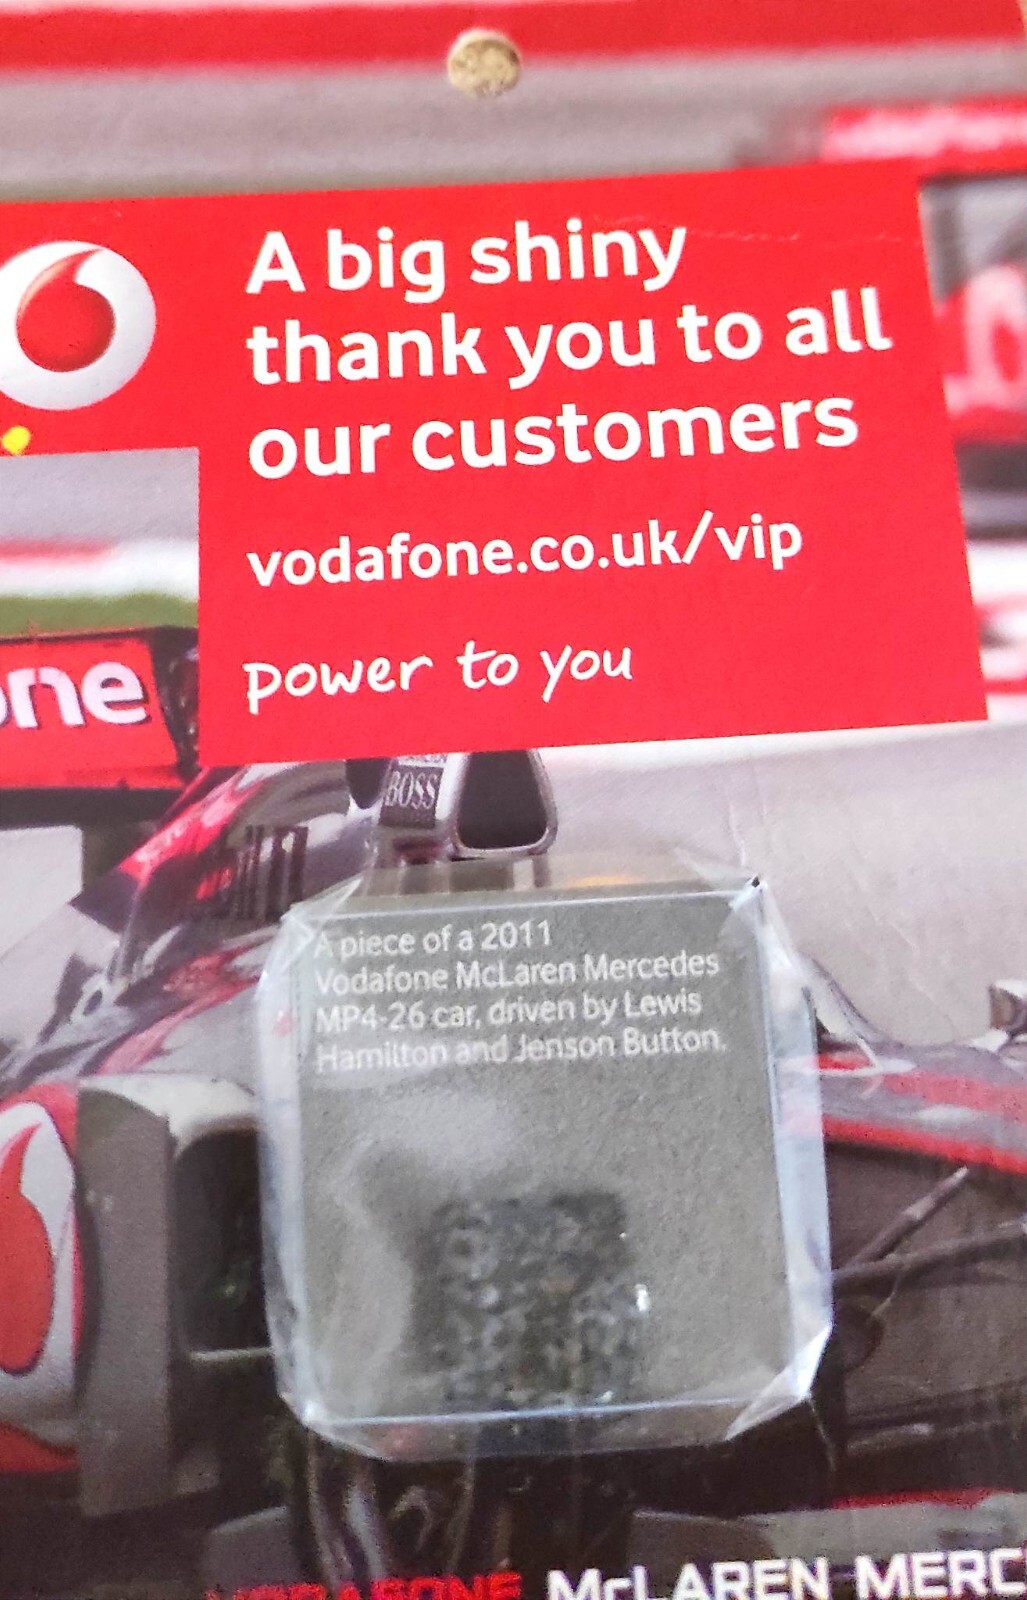 A big shiny
thank you to all
our customers
vodafone.co.uk/vip
power to you
one
BOSS
A piece of a 2011
Vodafone McLaren Mercedes
MP4-26 car, driven by Lewis
Hamilton and Jenson Button.
VODAFONE McLAREN MERC